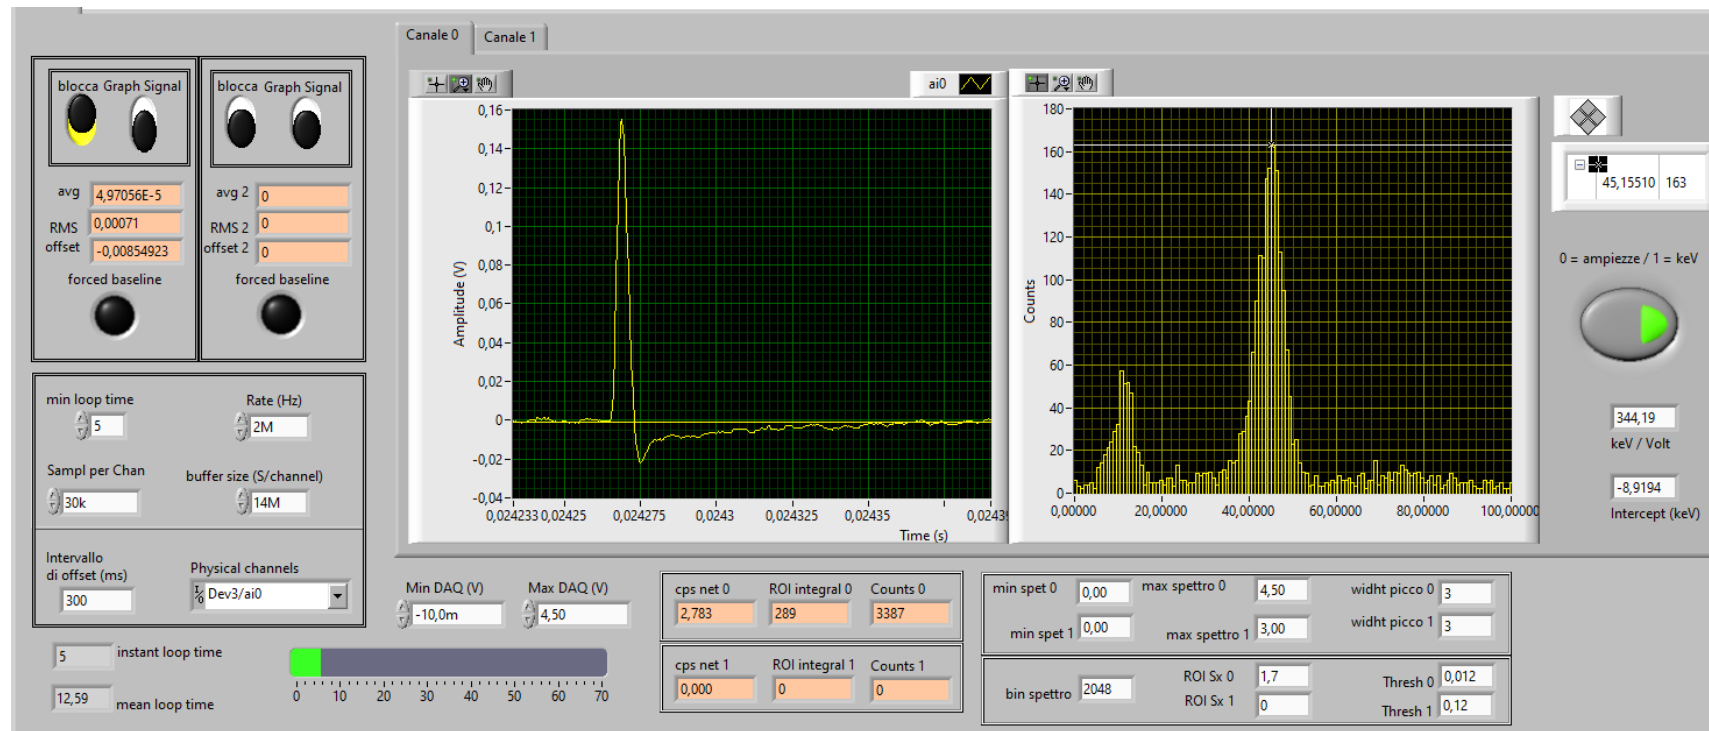 Canale 0
Canale 1
blocca Graph Signal
blocca Graph Signal
avg 4,97056E-5
RMS 0,00071
offset -0,00854923
forced baseline
avg 2 0
RMS 2 0
offset 2 0
forced baseline
min loop time
5
Rate (Hz)
2M
Sampl per Chan
30k
buffer size (S/channel)
14M
Intervallo
di offset (ms)
300
Physical channels
Dev3/ai0
5 instant loop time
12,59 mean loop time
ai0
Amplitude (V)
0,16
0,14
0,12
0,1
0,08
0,06
0,04
0,02
0
-0,02
-0,04
0,024233 0,02425 0,024275 0,0243 0,024325 0,02435 0,0243
Time (s)
Counts
180
160
140
120
100
80
60
40
20
0
0,00000 20,00000 40,00000 60,00000 80,00000 100,00000
45,15510 163
0 = ampiezze / 1 = keV
344,19
keV / Volt
-8,9194
Intercept (keV)
Min DAQ (V)
-10,0m
Max DAQ (V)
4,50
0 10 20 30 40 50 60 70
cps net 0 ROI integral 0 Counts 0
2,783 289 3387
cps net 1 ROI integral 1 Counts 1
0,000 0 0
min spet 0 0,00 max spettro 0 4,50 widht picco 0 3
min spet 1 0,00 max spettro 1 3,00 widht picco 1 3
bin spettro 2048
ROI Sx 0 1,7 Thresh 0 0,012
ROI Sx 1 0 Thresh 1 0,12